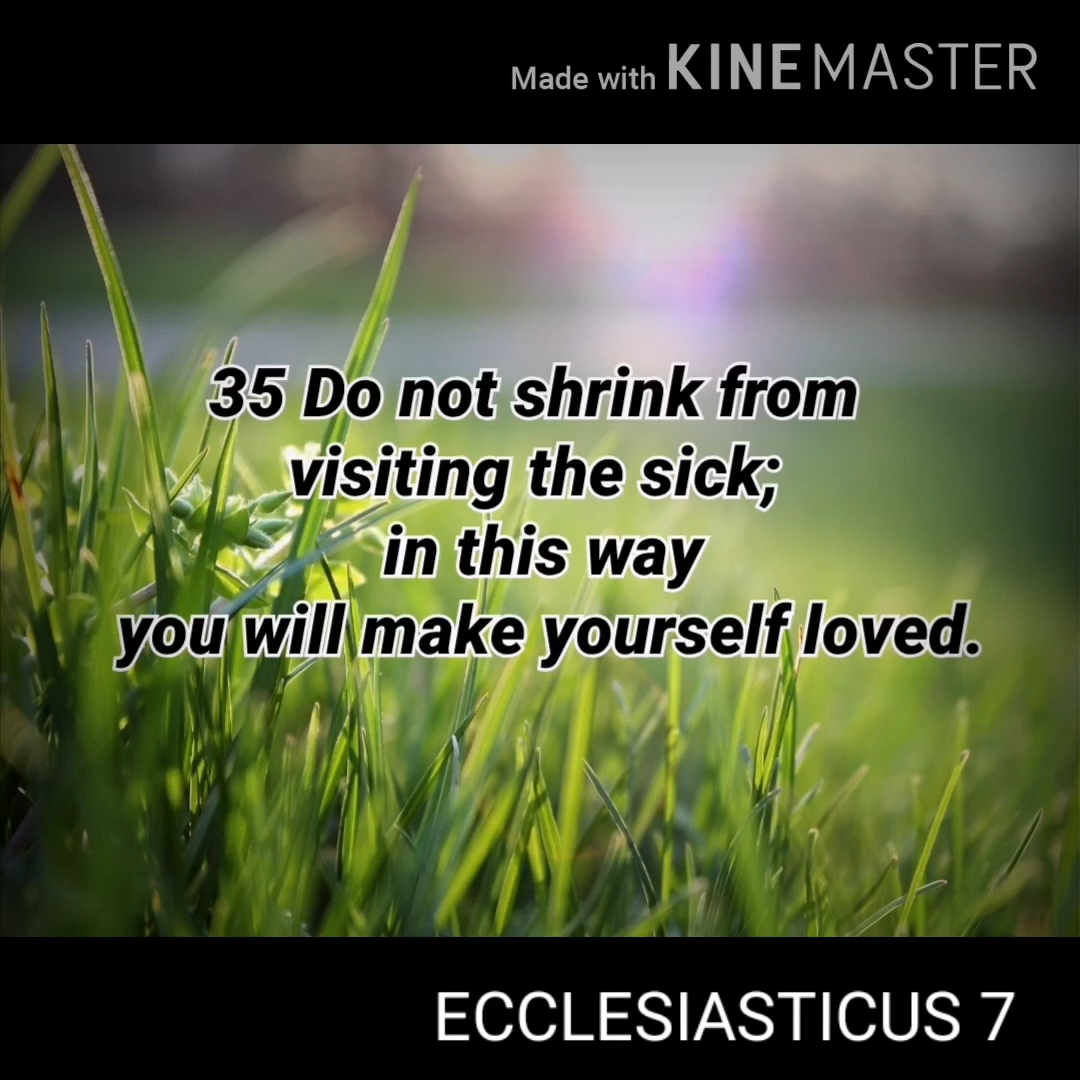 Made with KINEMASTER
35 Do not shrink from
visiting the sick;
in this way
you will make yourself loved.
ECCLESIASTICUS 7